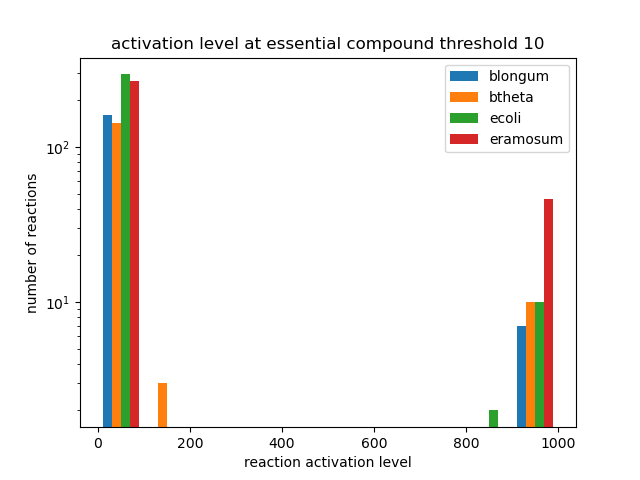 activation level at essential compound threshold 10
blongum
btheta
ecoli
eramosum
10²
10¹
number of reactions
0 200 400 600 800 1000
reaction activation level